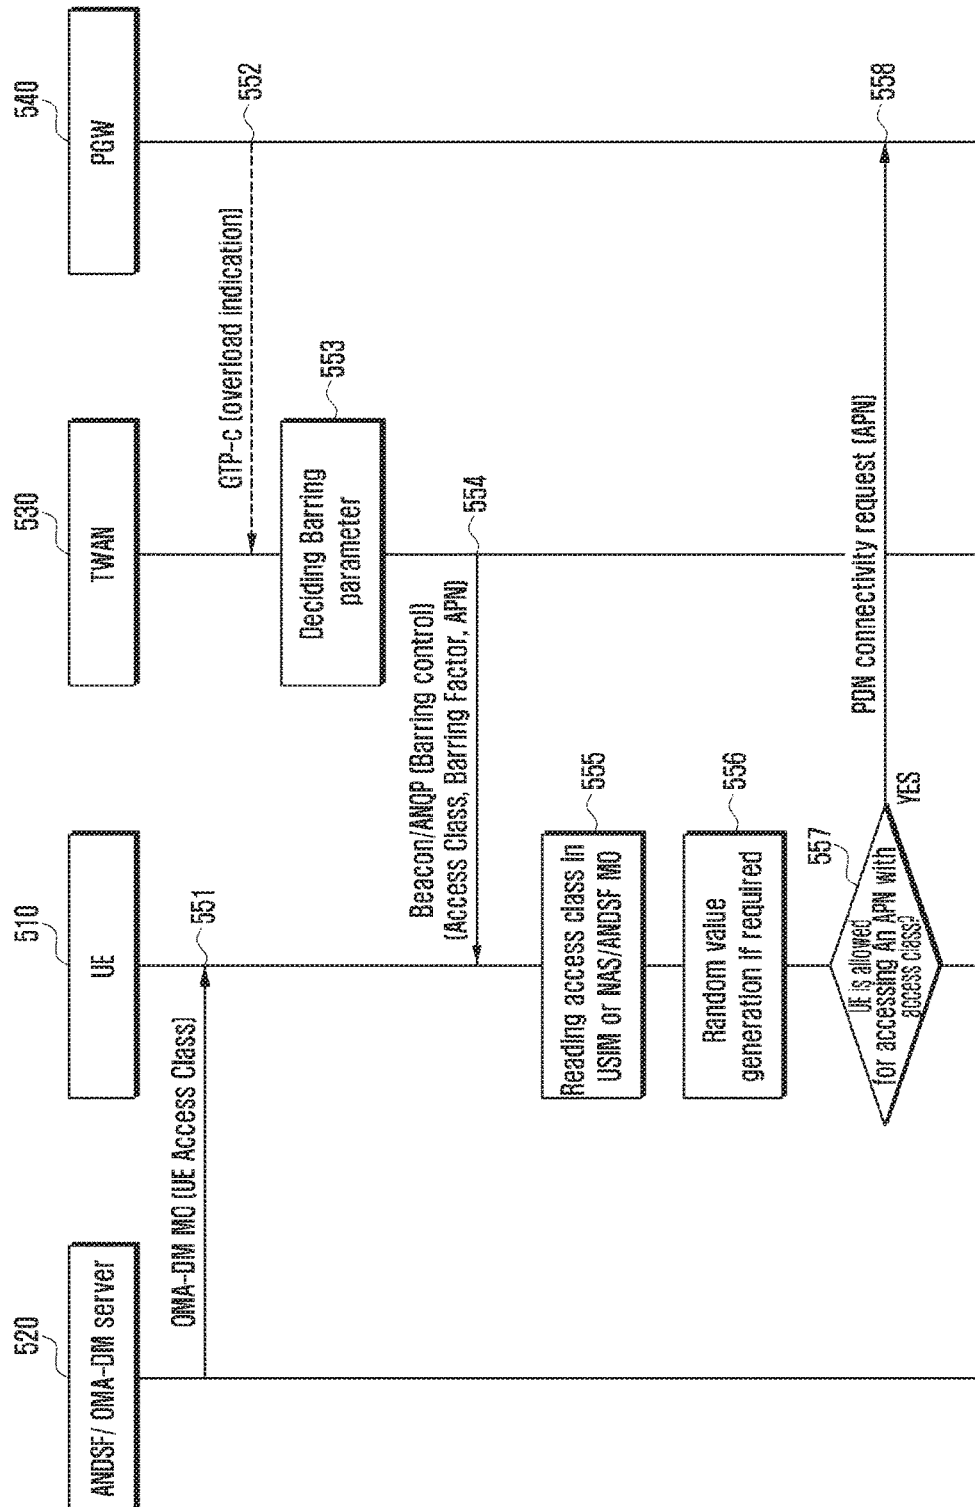 520
510
530
540
ANDSF/ OMA-DM server
UE
TWAN
PGW
OMA-DM MO (UE Access Class)
551
GTP-c (overload indication)
552
Deciding Barring
parameter
553
Beacon/ANQP (Barring control)
(Access Class, Barring Factor, APN)
554
Reading access class in
USIM or NAS/ANDSF MO
555
Random value
generation if required
556
UE is allowed
for accessing An APN with
access class?
557
YES
PDN connectivity request (APN)
558